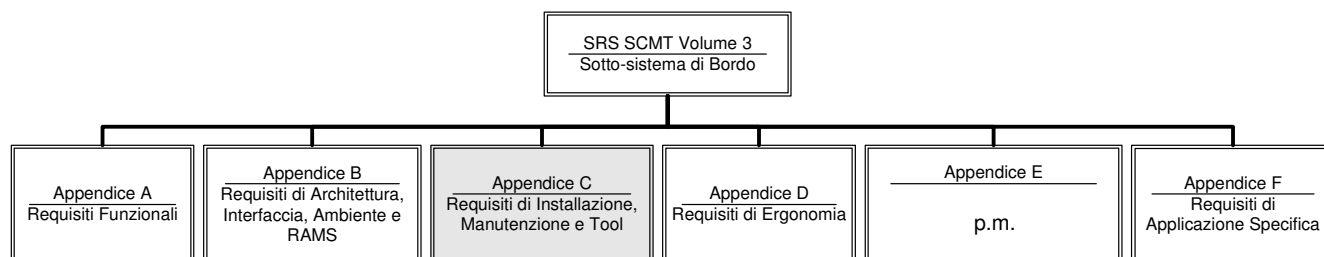 SRS SCMT Volume 3
Sotto-sistema di Bordo
Appendice A
Requisiti Funzionali
Appendice B
Requisiti di Architettura,
Interfaccia, Ambiente e
RAMS
Appendice C
Requisiti di Installazione,
Manutenzione e Tool
Appendice D
Requisiti di Ergonomia
Appendice E
p.m.
Appendice F
Requisiti di
Applicazione Specifica